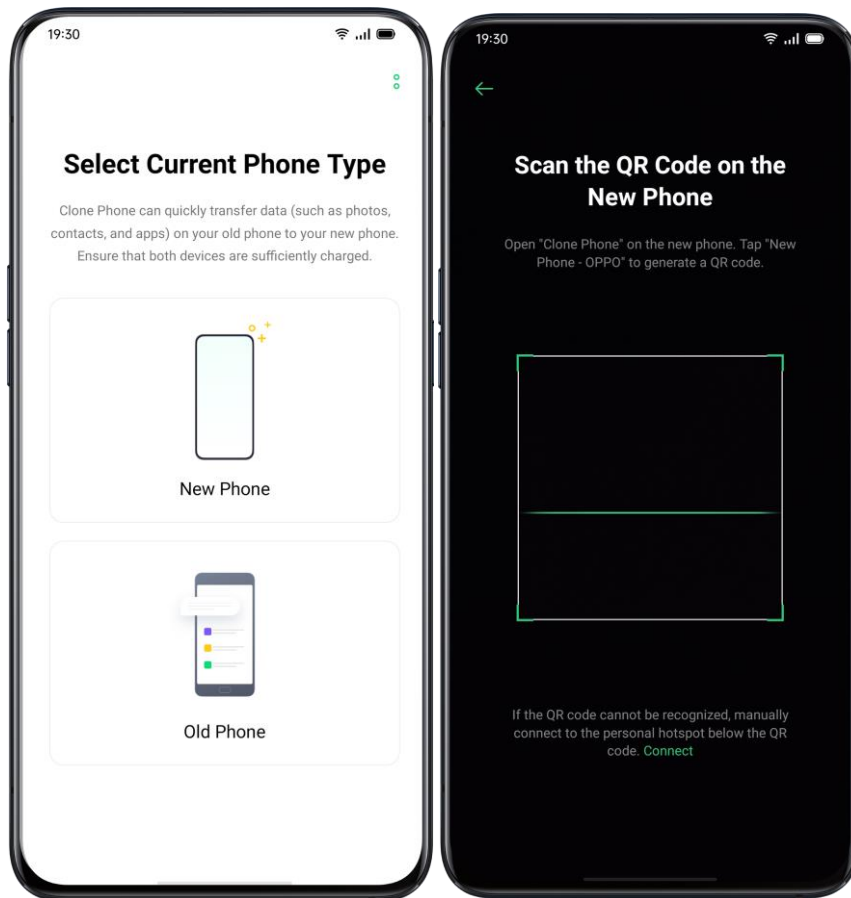 19:30
Select Current Phone Type
Clone Phone can quickly transfer data (such as photos,
contacts, and apps) on your old phone to your new phone.
Ensure that both devices are sufficiently charged.
New Phone
Old Phone
19:30
Scan the QR Code on the
New Phone
Open "Clone Phone" on the new phone. Tap "New
Phone - OPPO" to generate a QR code.
If the QR code cannot be recognized, manually
connect to the personal hotspot below the QR
code. Connect